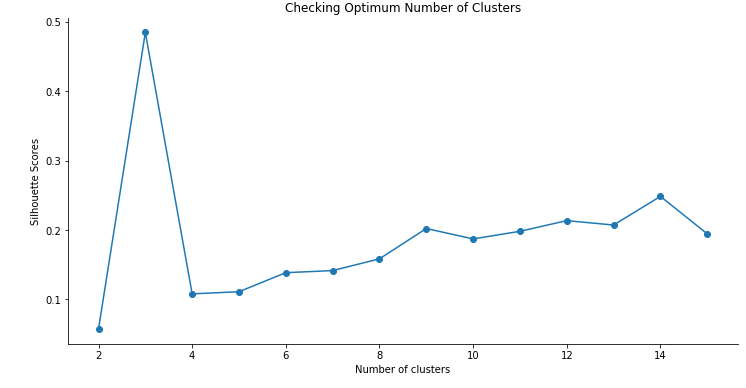 Checking Optimum Number of Clusters
0.5
0.4
0.3
0.2
0.1
Silhouette Scores
2 4 6 8 10 12 14
Number of clusters